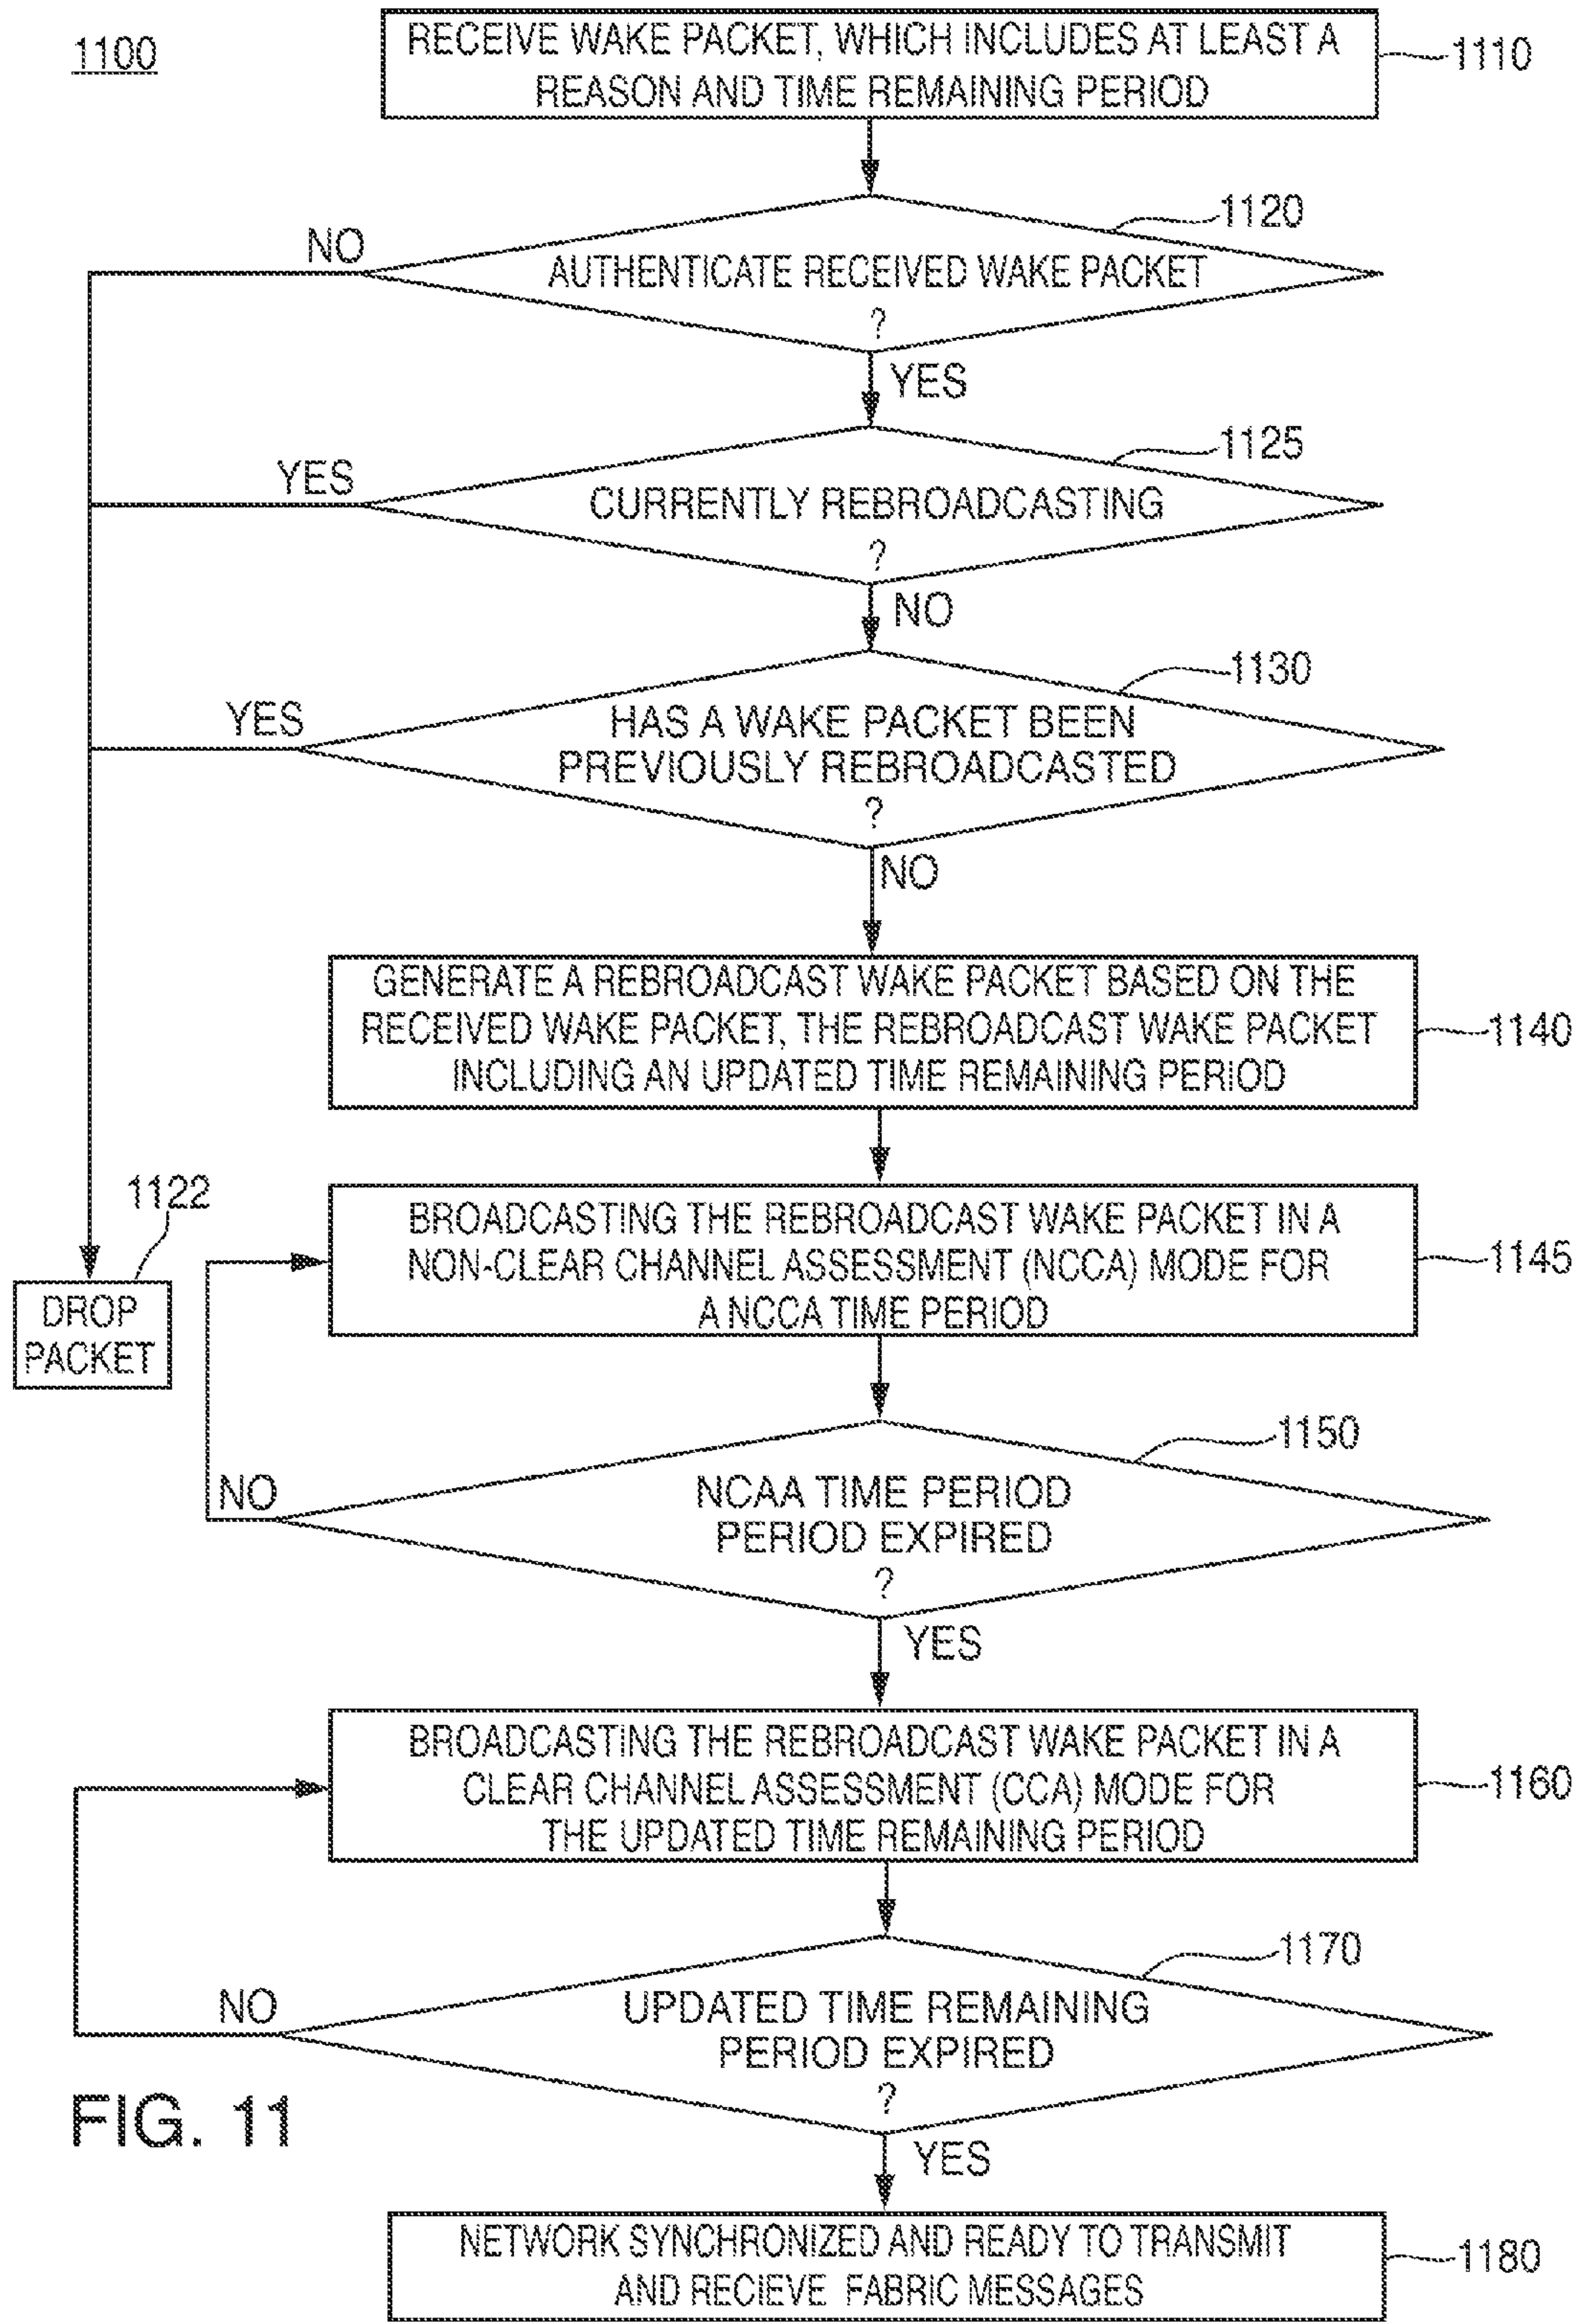 1100
RECEIVE WAKE PACKET, WHICH INCLUDES AT LEAST A
REASON AND TIME REMAINING PERIOD
1110
1120
NO
AUTHENTICATE RECEIVED WAKE PACKET
?
YES
1125
YES
CURRENTLY REBROADCASTING
?
NO
1130
YES
HAS A WAKE PACKET BEEN
PREVIOUSLY REBROADCASTED
?
NO
GENERATE A REBROADCAST WAKE PACKET BASED ON THE
RECEIVED WAKE PACKET, THE REBROADCAST WAKE PACKET
INCLUDING AN UPDATED TIME REMAINING PERIOD
1140
1122
DROP
PACKET
BROADCASTING THE REBROADCAST WAKE PACKET IN A
NON-CLEAR CHANNEL ASSESSMENT (NCCA) MODE FOR
A NCCA TIME PERIOD
1145
1150
NO
NCAA TIME PERIOD
PERIOD EXPIRED
?
YES
BROADCASTING THE REBROADCAST WAKE PACKET IN A
CLEAR CHANNEL ASSESSMENT (CCA) MODE FOR
THE UPDATED TIME REMAINING PERIOD
1160
1170
NO
UPDATED TIME REMAINING
PERIOD EXPIRED
?
YES
FIG. 11
NETWORK SYNCHRONIZED AND READY TO TRANSMIT
AND RECIEVE FABRIC MESSAGES
1180